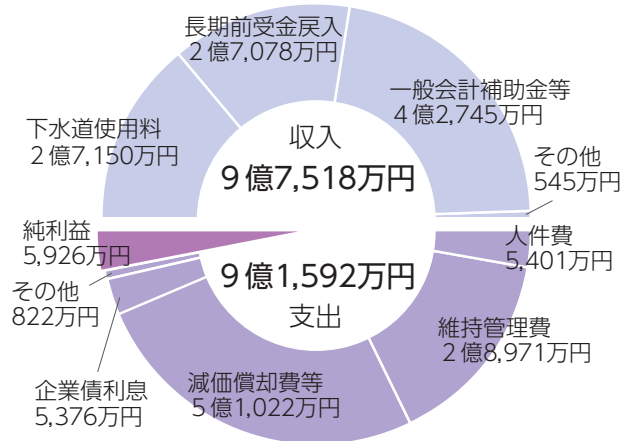 長期前受金戻入
2億7,078万円
一般会計補助金等
4億2,745万円
下水道使用料
2億7,150万円
収入
9億7,518万円
その他
545万円
純利益
5,926万円
人件費
5,401万円
その他
822万円
9億1,592万円
支出
維持管理費
2億8,971万円
企業債利息
5,376万円
減価償却費等
5億1,022万円